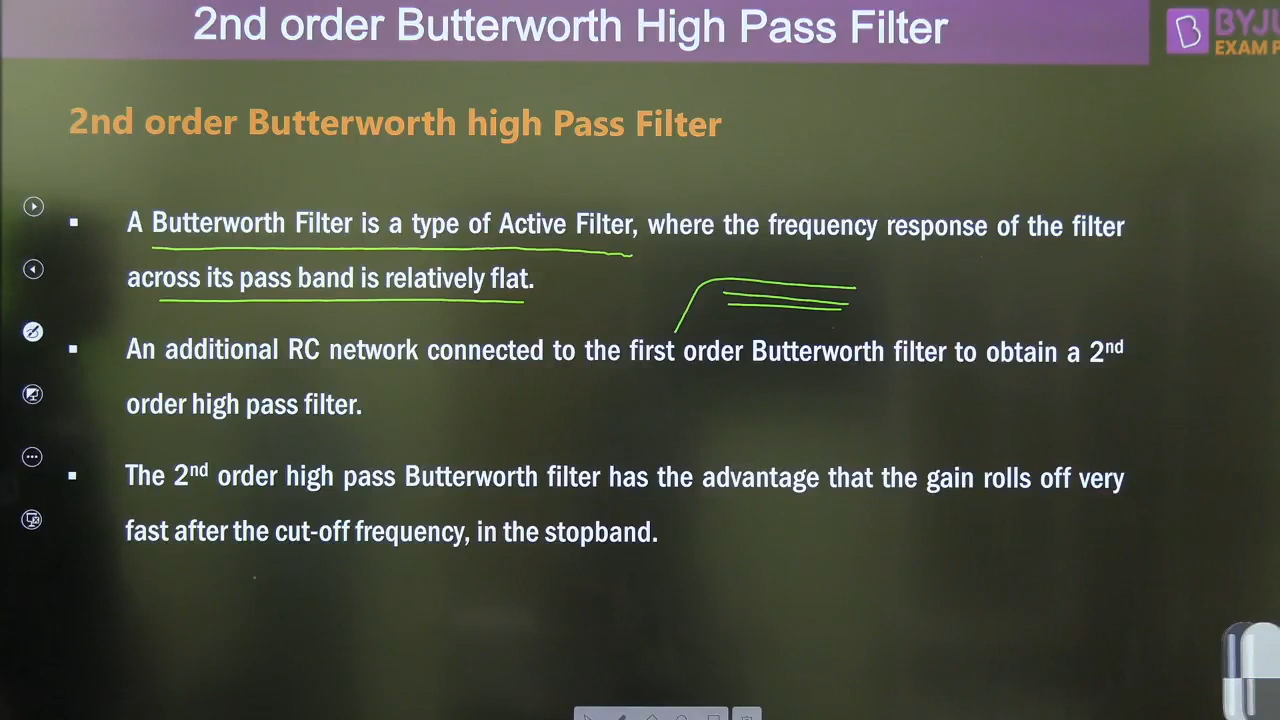 2nd order Butterworth High Pass Filter
BYJU
EXAM P
2nd order Butterworth high Pass Filter
▪ A Butterworth Filter is a type of Active Filter, where the frequency response of the filter
across its pass band is relatively flat.
▪ An additional RC network connected to the first order Butterworth filter to obtain a 2nd
order high pass filter.
▪ The 2nd order high pass Butterworth filter has the advantage that the gain rolls off very
fast after the cut-off frequency, in the stopband.